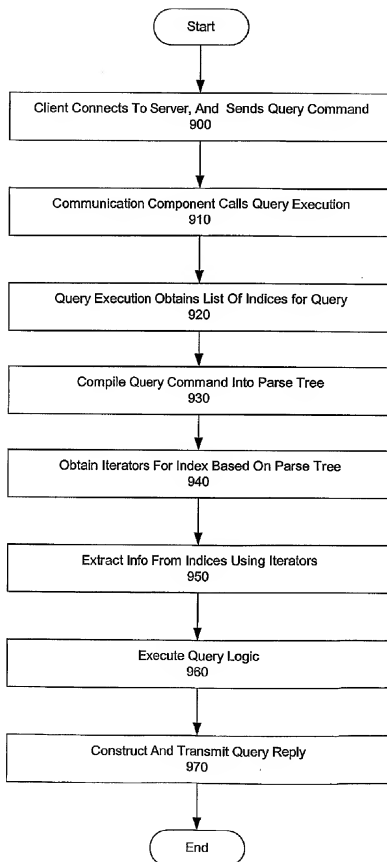 Start
Client Connects To Server, And Sends Query Command
900
Communication Component Calls Query Execution
910
Query Execution Obtains List Of Indices for Query
920
Compile Query Command Into Parse Tree
930
Obtain Iterators For Index Based On Parse Tree
940
Extract Info From Indices Using Iterators
950
Execute Query Logic
960
Construct And Transmit Query Reply
970
End